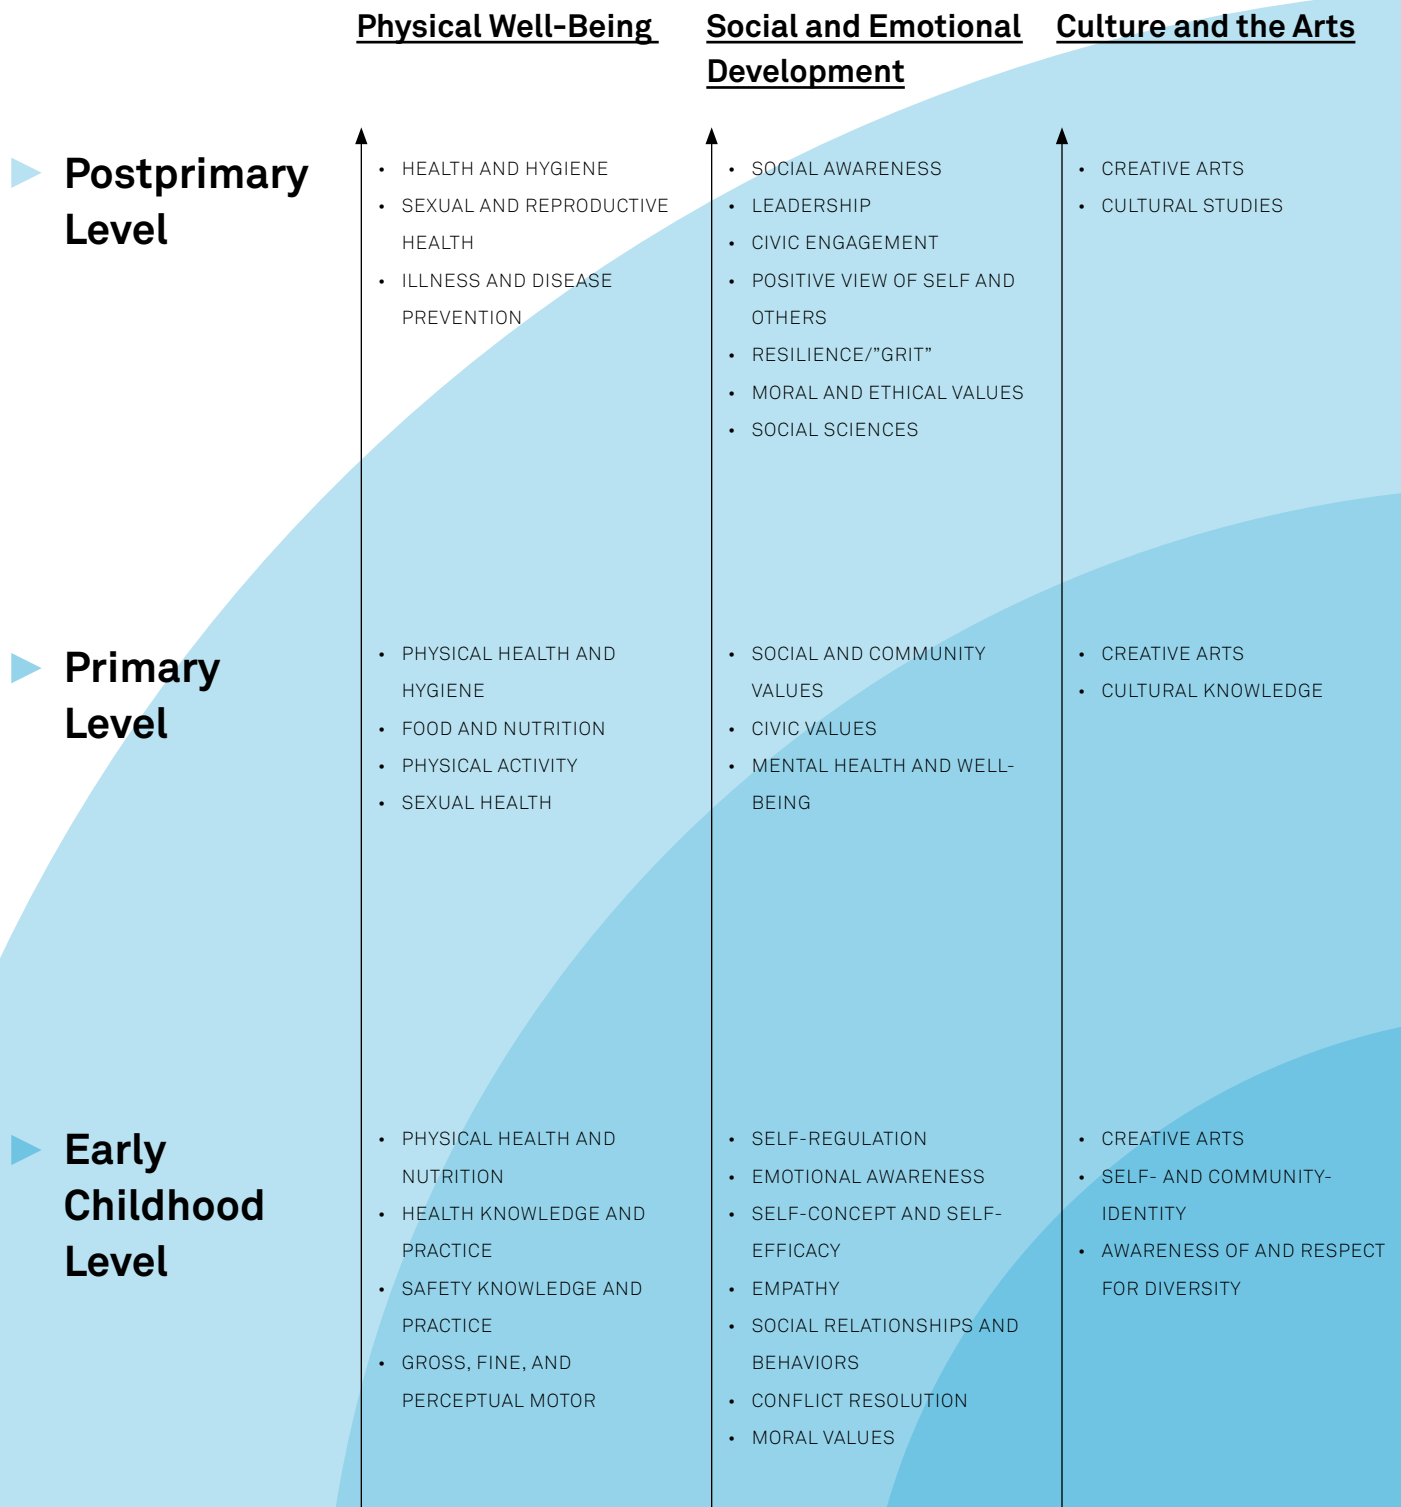 Physical Well-Being
Social and Emotional
Development
Culture and the Arts
Postprimary
Level
• HEALTH AND HYGIENE
• SEXUAL AND REPRODUCTIVE
HEALTH
• ILLNESS AND DISEASE
PREVENTION
• SOCIAL AWARENESS
• LEADERSHIP
• CIVIC ENGAGEMENT
• POSITIVE VIEW OF SELF AND
OTHERS
• RESILIENCE/”GRIT”
• MORAL AND ETHICAL VALUES
• SOCIAL SCIENCES
• CREATIVE ARTS
• CULTURAL STUDIES
Primary
Level
• PHYSICAL HEALTH AND
HYGIENE
• FOOD AND NUTRITION
• PHYSICAL ACTIVITY
• SEXUAL HEALTH
• SOCIAL AND COMMUNITY
VALUES
• CIVIC VALUES
• MENTAL HEALTH AND WELL-
BEING
• CREATIVE ARTS
• CULTURAL KNOWLEDGE
Early
Childhood
Level
• PHYSICAL HEALTH AND
NUTRITION
• HEALTH KNOWLEDGE AND
PRACTICE
• SAFETY KNOWLEDGE AND
PRACTICE
• GROSS, FINE, AND
PERCEPTUAL MOTOR
• SELF-REGULATION
• EMOTIONAL AWARENESS
• SELF-CONCEPT AND SELF-
EFFICACY
• EMPATHY
• SOCIAL RELATIONSHIPS AND
BEHAVIORS
• CONFLICT RESOLUTION
• MORAL VALUES
• CREATIVE ARTS
• SELF- AND COMMUNITY-
IDENTITY
• AWARENESS OF AND RESPECT
FOR DIVERSITY